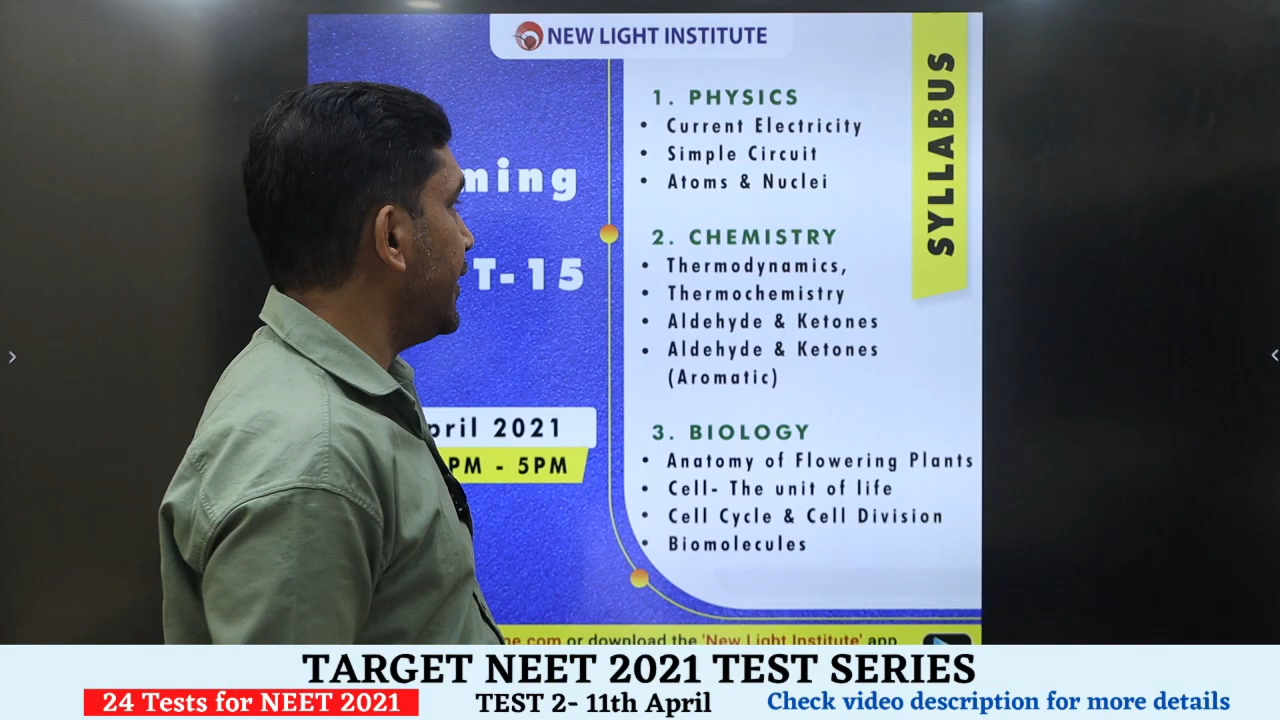 NEW LIGHT INSTITUTE
SYLLABUS
1. PHYSICS
• Current Electricity
• Simple Circuit
• Atoms & Nuclei
2. CHEMISTRY
• Thermodynamics,
• Thermochemistry
• Aldehyde & Ketones
• Aldehyde & Ketones
(Aromatic)
3. BIOLOGY
• Anatomy of Flowering Plants
• Cell- The unit of life
• Cell Cycle & Cell Division
• Biomolecules
ming
T-15
pril 2021
PM - 5PM
ne.com or download the 'New Light Institute' app
TARGET NEET 2021 TEST SERIES
24 Tests for NEET 2021
TEST 2- 11th April
Check video description for more details